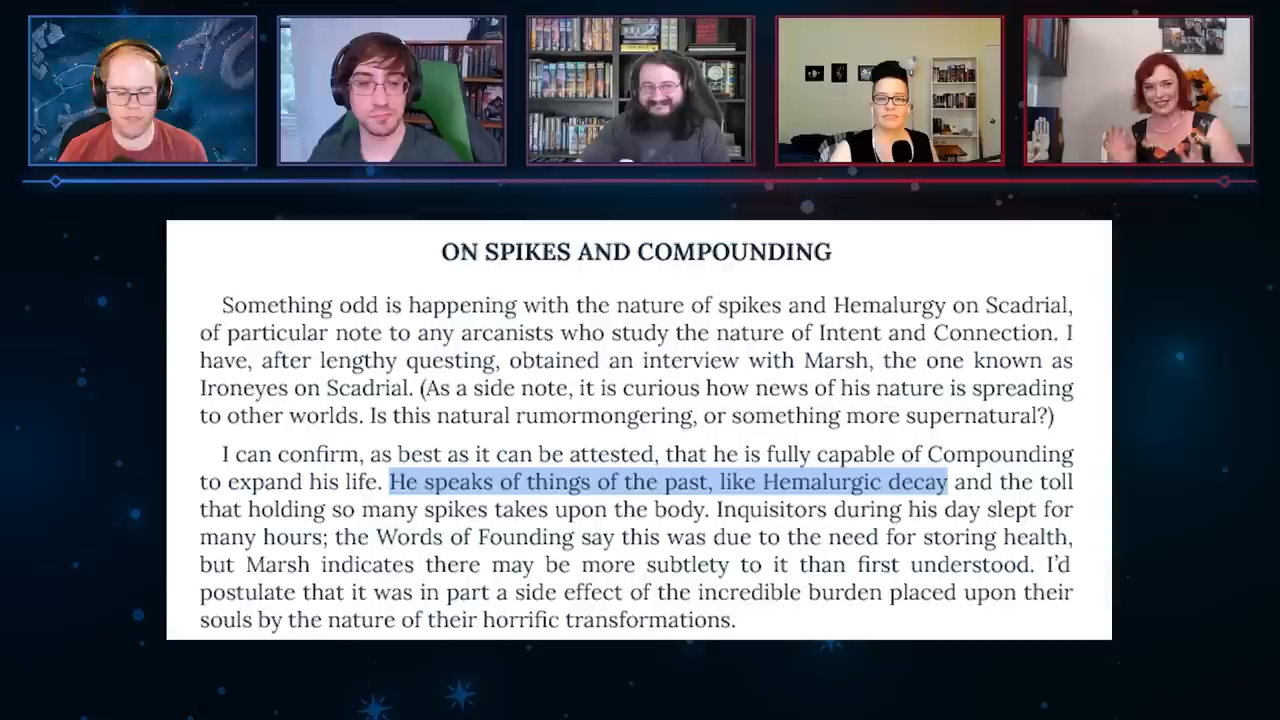 ON SPIKES AND COMPOUNDING
Something odd is happening with the nature of spikes and Hemalurgy on Scadrial,
of particular note to any arcanists who study the nature of Intent and Connection. I
have, after lengthy questing, obtained an interview with Marsh, the one known as
Ironeyes on Scadrial. (As a side note, it is curious how news of his nature is spreading
to other worlds. Is this natural rumormongering, or something more supernatural?)
I can confirm, as best as it can be attested, that he is fully capable of Compounding
to expand his life. He speaks of things of the past, like Hemalurgic decay and the toll
that holding so many spikes takes upon the body. Inquisitors during his day slept for
many hours; the Words of Founding say this was due to the need for storing health,
but Marsh indicates there may be more subtlety to it than first understood. I’d
postulate that it was in part a side effect of the incredible burden placed upon their
souls by the nature of their horrific transformations.